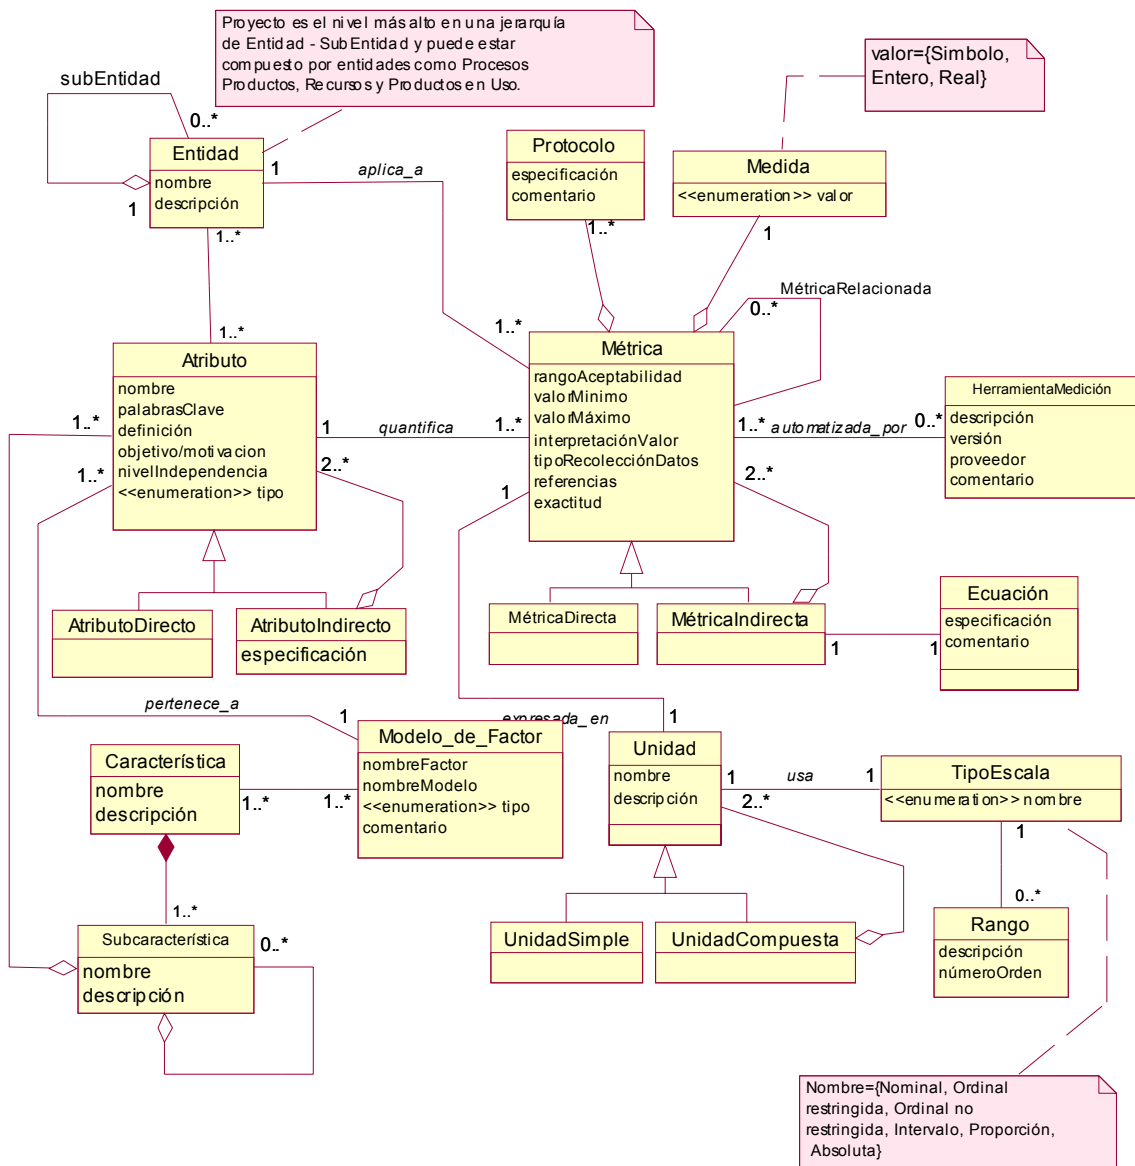 Proyecto es el nivel más alto en una jerarquía
de Entidad - SubEntidad y puede estar
compuesto por entidades como Procesos
Productos, Recursos y Productos en Uso.
valor={Simbolo,
Entero, Real}
subEntidad
0..*
Entidad
nombre
descripción
1
1
1..*
aplica_a
Protocolo
especificación
comentario
1..*
Medida
<<enumeration>> valor
1
MétricaRelacionada
0..*
1..*
1..*
Atributo
nombre
palabrasClave
definición
objetivo/motivacion
nivelIndependencia
<<enumeration>> tipo
1..*
1..*
1
quantifica
1..*
2..*
Métrica
rangoAceptabilidad
valorMinimo
valorMáximo
interpretaciónValor
tipoRecolecciónDatos
referencias
exactitud
1..*
automatizada_por
0..*
2..*
1
HerramientaMedición
descripción
versión
proveedor
comentario
AtributoDirecto
AtributoIndirecto
especificación
MétricaDirecta
MétricaIndirecta
1
1
Ecuación
especificación
comentario
pertenece_a
1
expresada_en
1
Característica
nombre
descripción
1..*
1..*
Modelo_de_Factor
nombreFactor
nombreModelo
<<enumeration>> tipo
comentario
Unidad
nombre
descripción
1
usa
1
2..*
TipoEscala
<<enumeration>> nombre
1
0..*
1..*
Subcaracterística
nombre
descripción
0..*
UnidadSimple
UnidadCompuesta
Rango
descripción
númeroOrden
Nombre={Nominal, Ordinal
restringida, Ordinal no
restringida, Intervalo, Proporción,
Absoluta}